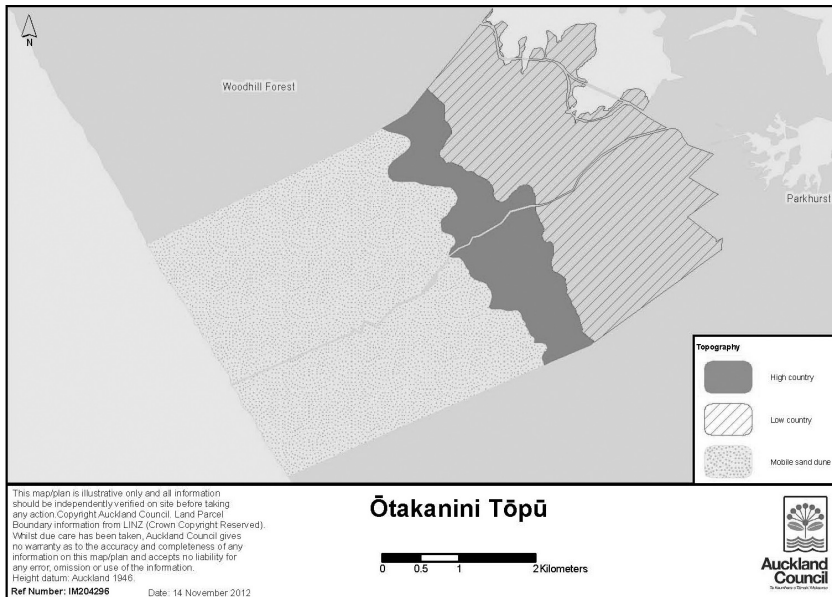 N
Woodhill Forest
Parkhurst
Topography
High country
Low country
Mobile sand dune
This map/plan is illustrative only and all information
should be independently verified on site before taking
any action.Copyright Auckland Council. Land Parcel
Boundary information from LINZ (Crown Copyright Reserved).
Whilst due care has been taken, Auckland Council gives
no warranty as to the accuracy and completeness of any
information on this map/plan and accepts no liability for
any error, omission or use of the information.
Height datum: Auckland 1946.
Ref Number: IM204296 Date: 14 November 2012
Ōtakanini Tōpū
0 0.5 1 2 Kilometers
Auckland
Council